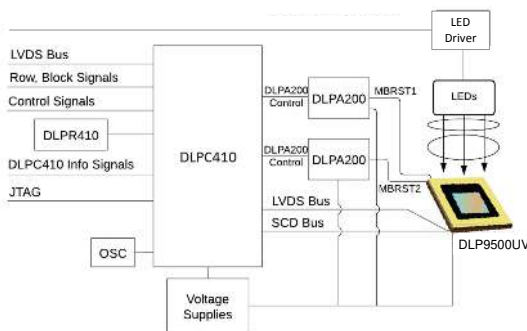 LED
Driver
LVDS Bus
Row, Block Signals
Control Signals
DLPR410
DLPC410 Info Signals
JTAG
OSC
DLPC410
DLPA200
Control
DLPA200
MBRST1
LEDs
DLPA200
Control
DLPA200
MBRST2
LVDS Bus
SCD Bus
DLP9500UV
Voltage
Supplies